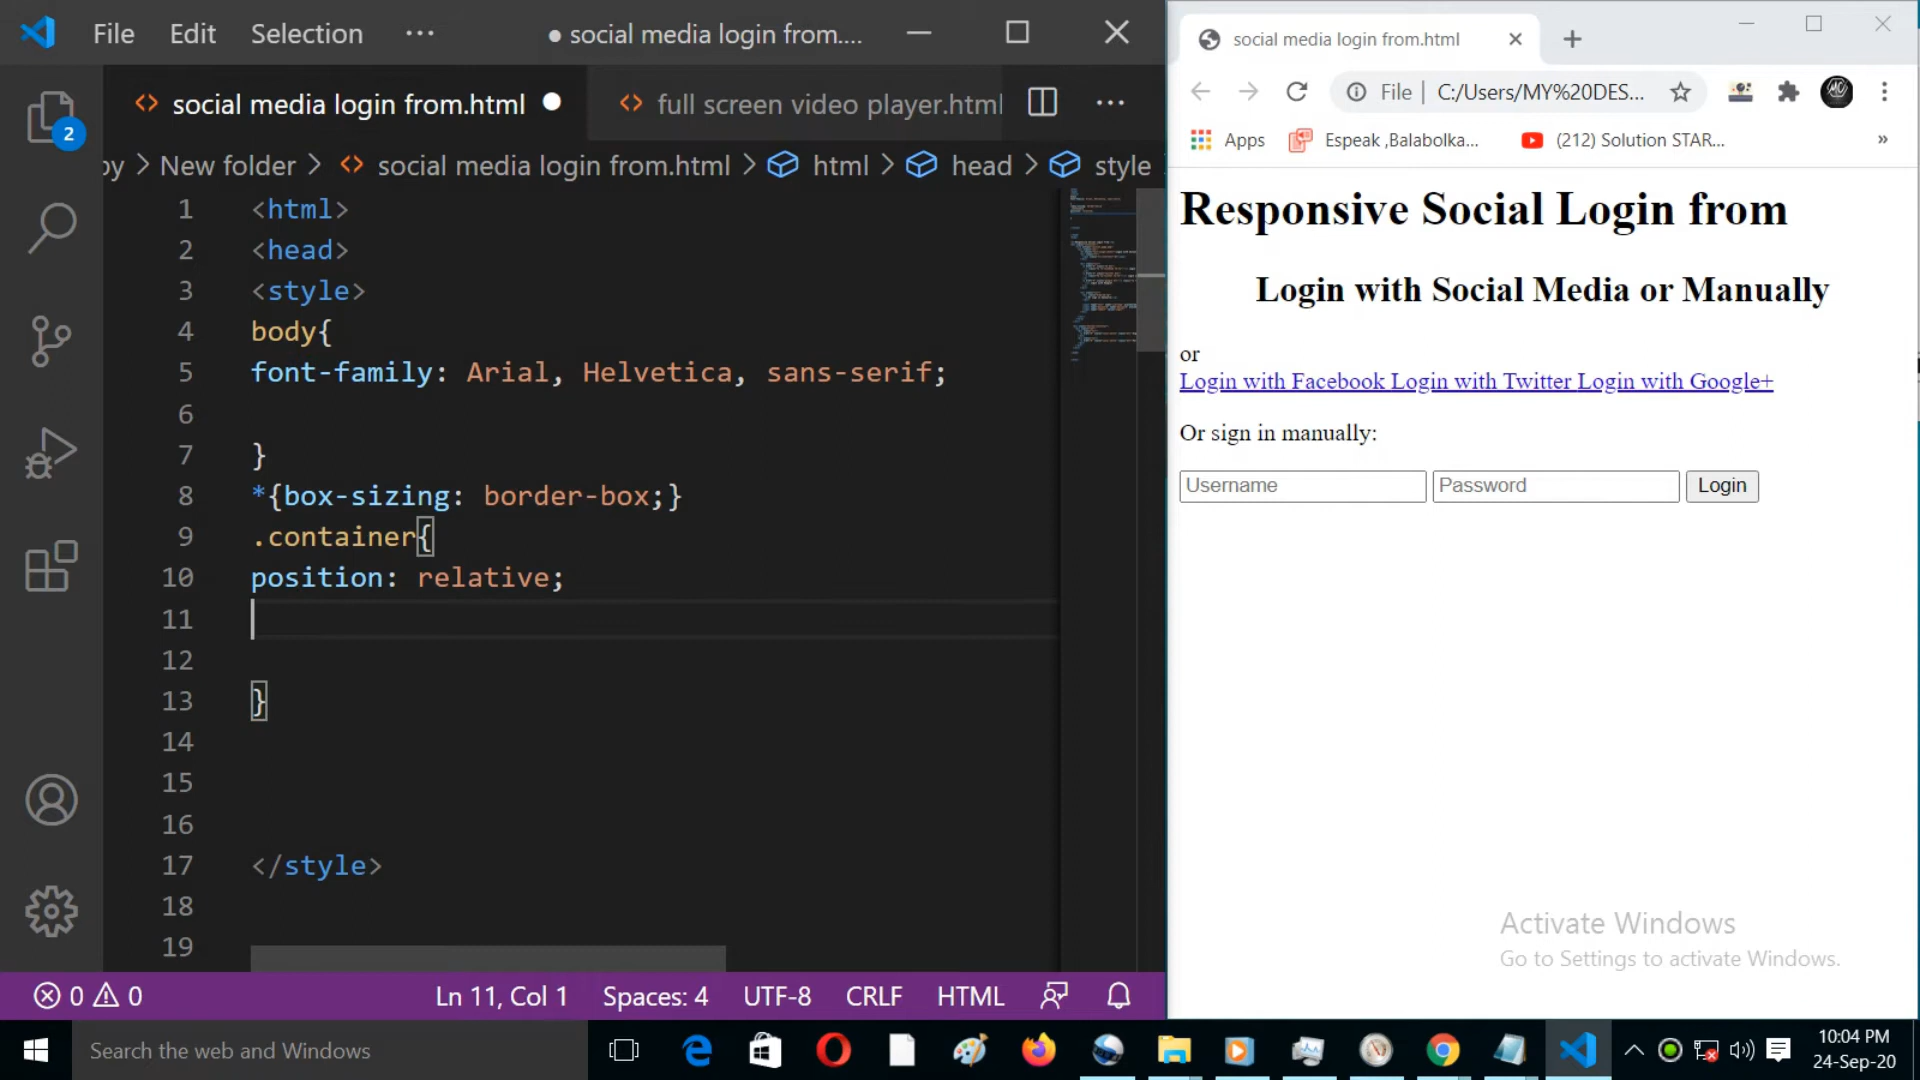 File Edit Selection ··· ● social media login from....
social media login from.html ● full screen video player.html ···
New folder > social media login from.html > html > head > style
2
1 <html>
2 <head>
3 <style>
4 body{
5 font-family: Arial, Helvetica, sans-serif;
6
7 }
8 *{box-sizing: border-box;}
9 .container{
10 position: relative;
11
12
13 }
14
15
16
17 </style>
18
19
0 0 Ln 11, Col 1 Spaces: 4 UTF-8 CRLF HTML
social media login from.html
File | C:/Users/MY%20DES...
Apps Espeak ,Balabolka... (212) Solution STAR... »
Responsive Social Login from
Login with Social Media or Manually
or
Login with Facebook Login with Twitter Login with Google+
Or sign in manually:
Username Password Login
Activate Windows
Go to Settings to activate Windows.
Search the web and Windows
10:04 PM
24-Sep-20